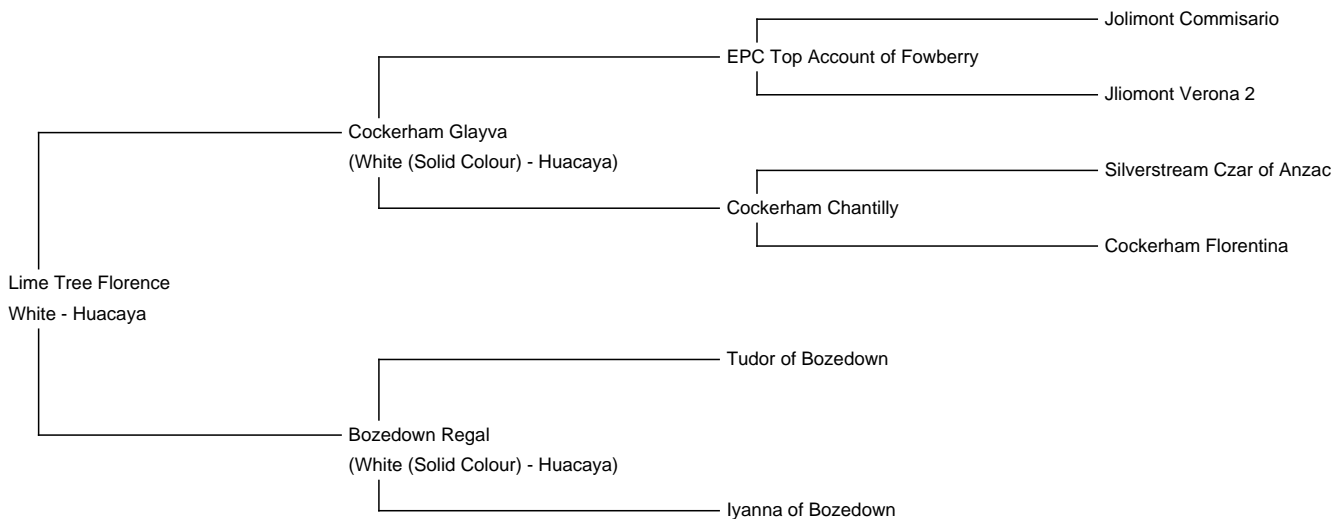 Jolimont Commisario
EPC Top Account of Fowberry
Jliomont Verona 2
Cockerham Glayva
(White (Solid Colour) - Huacaya)
Silverstream Czar of Anzac
Cockerham Chantilly
Cockerham Florentina
Lime Tree Florence
White - Huacaya
Tudor of Bozedown
Bozedown Regal
(White (Solid Colour) - Huacaya)
Iyanna of Bozedown